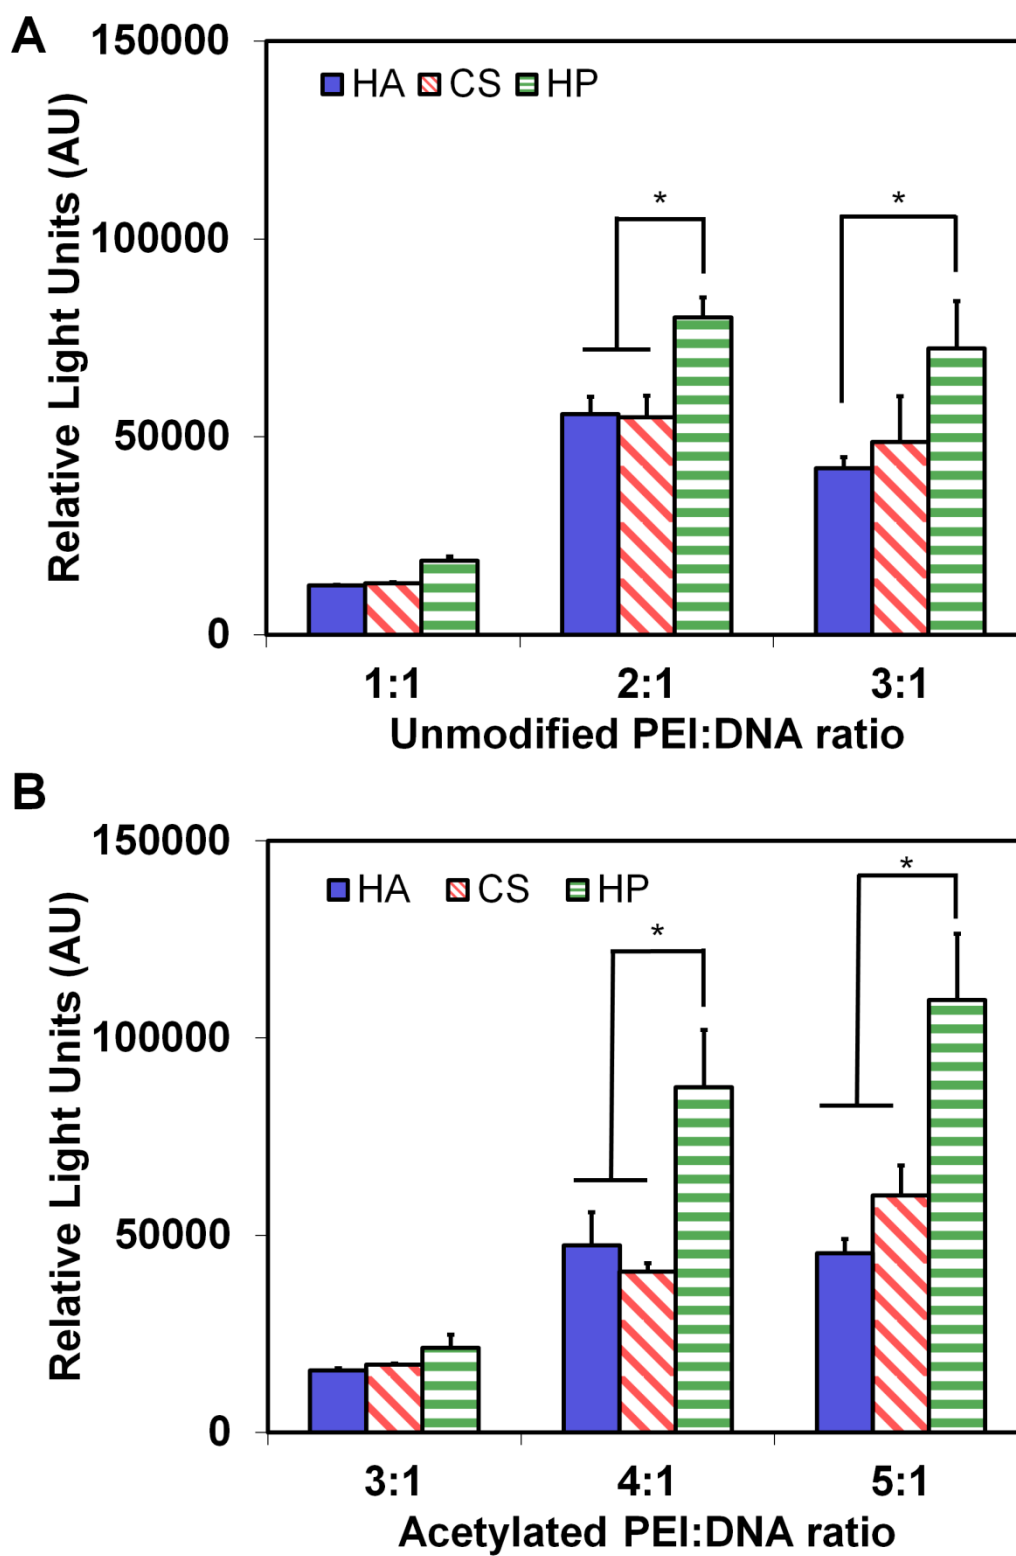 A
150000
HA CS HP
Relative Light Units (AU)
*
*
100000
50000
0
1:1 2:1 3:1
Unmodified PEI:DNA ratio
B
150000
HA CS HP
Relative Light Units (AU)
*
*
100000
50000
0
3:1 4:1 5:1
Acetylated PEI:DNA ratio